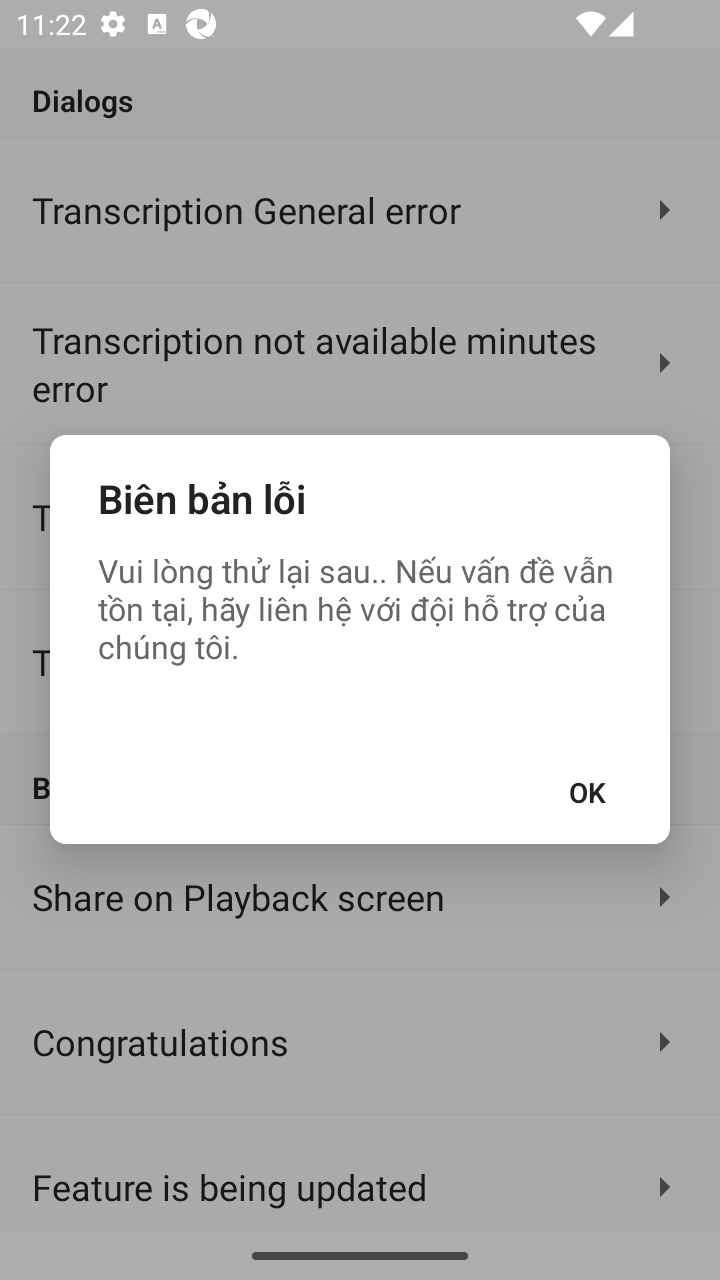 11:22
Dialogs
Transcription General error
Transcription not available minutes
error
T
Biên bản lỗi
Vui lòng thử lại sau.. Nếu vấn đề vẫn
tồn tại, hãy liên hệ với đội hỗ trợ của
chúng tôi.
T
B
OK
Share on Playback screen
Congratulations
Feature is being updated